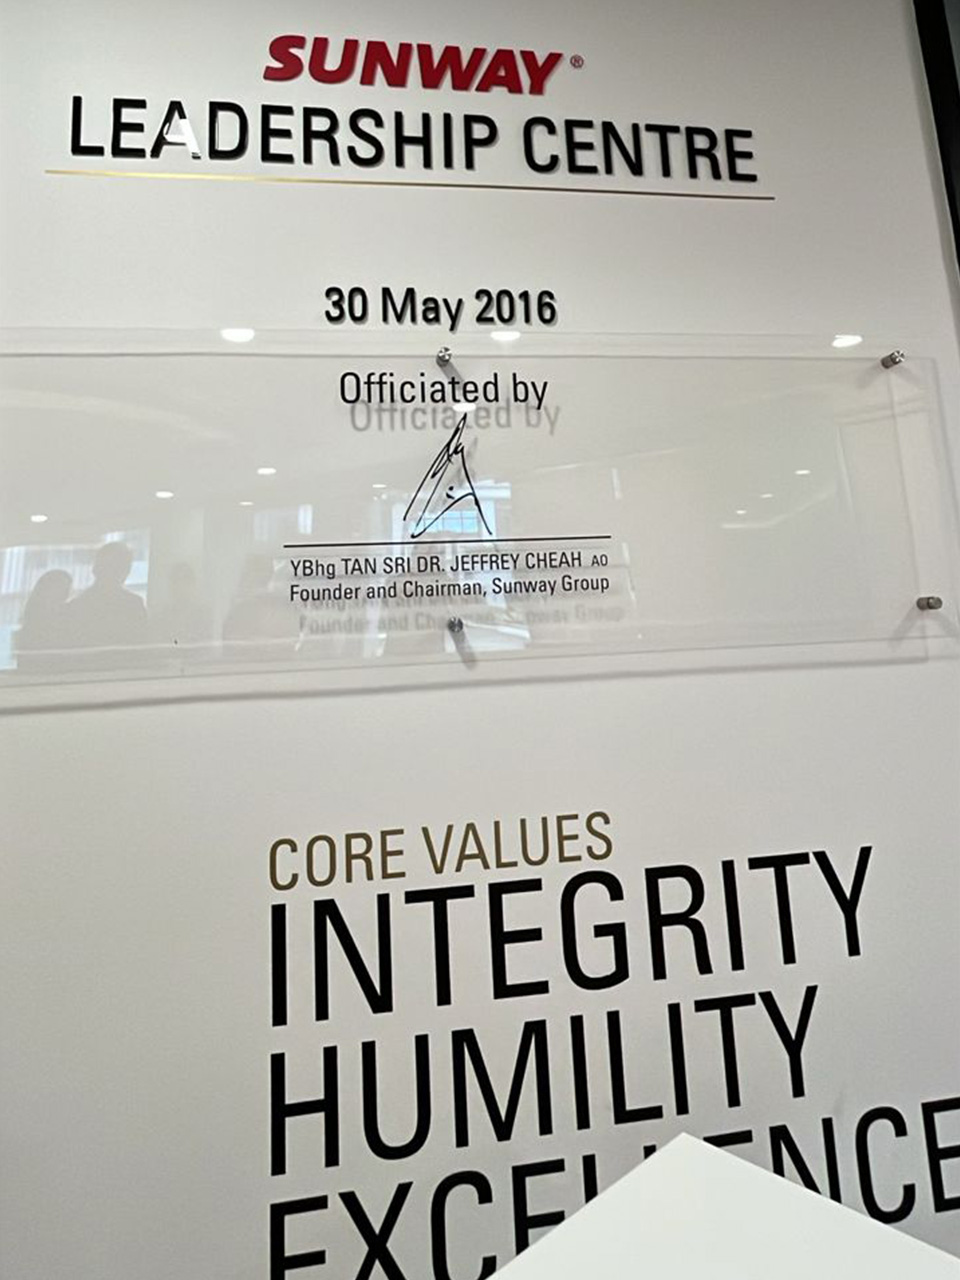 SUNWAY®
LEADERSHIP CENTRE
30 May 2016
Officiated by
YBhg TAN SRI DR. JEFFREY CHEAH AO
Founder and Chairman, Sunway Group
CORE VALUES
INTEGRITY
HUMILITY
EXCELLENCE